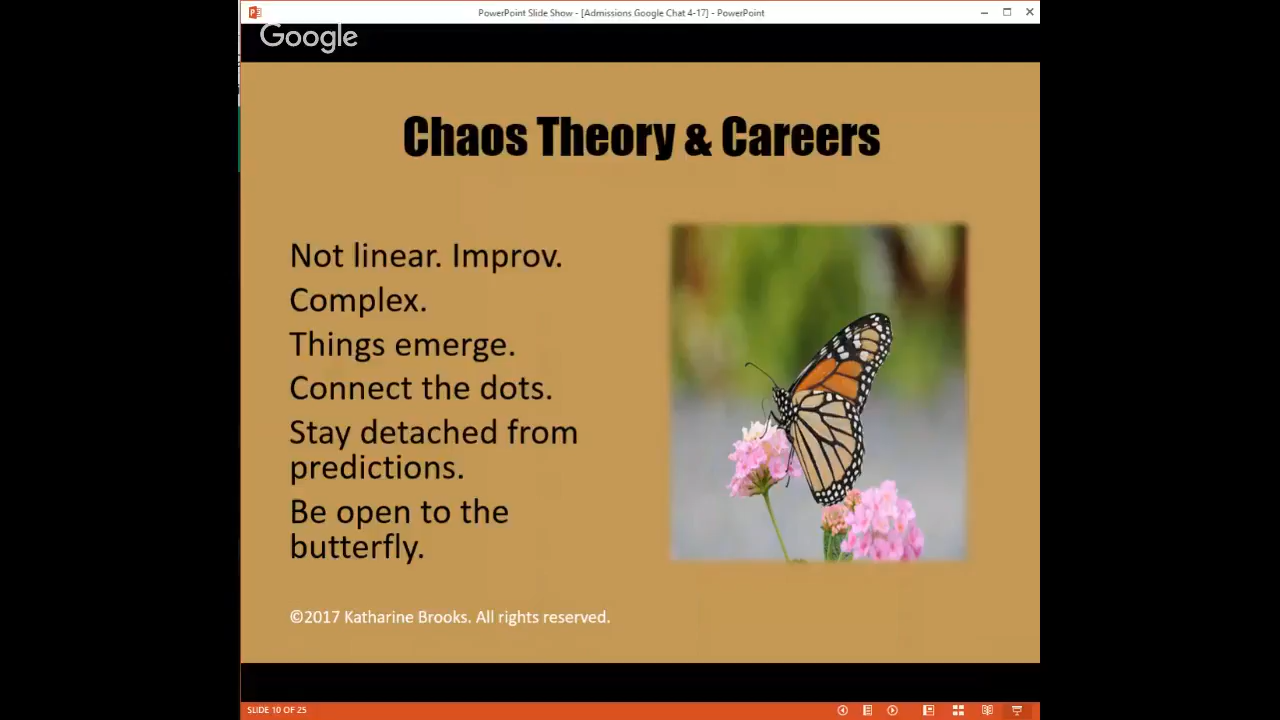 PowerPoint Slide Show - [Admissions Google Chat 4-17] - PowerPoint
Google
Chaos Theory & Careers
Not linear. Improv.
Complex.
Things emerge.
Connect the dots.
Stay detached from
predictions.
Be open to the
butterfly.
©2017 Katharine Brooks. All rights reserved.
SLIDE 10 OF 25